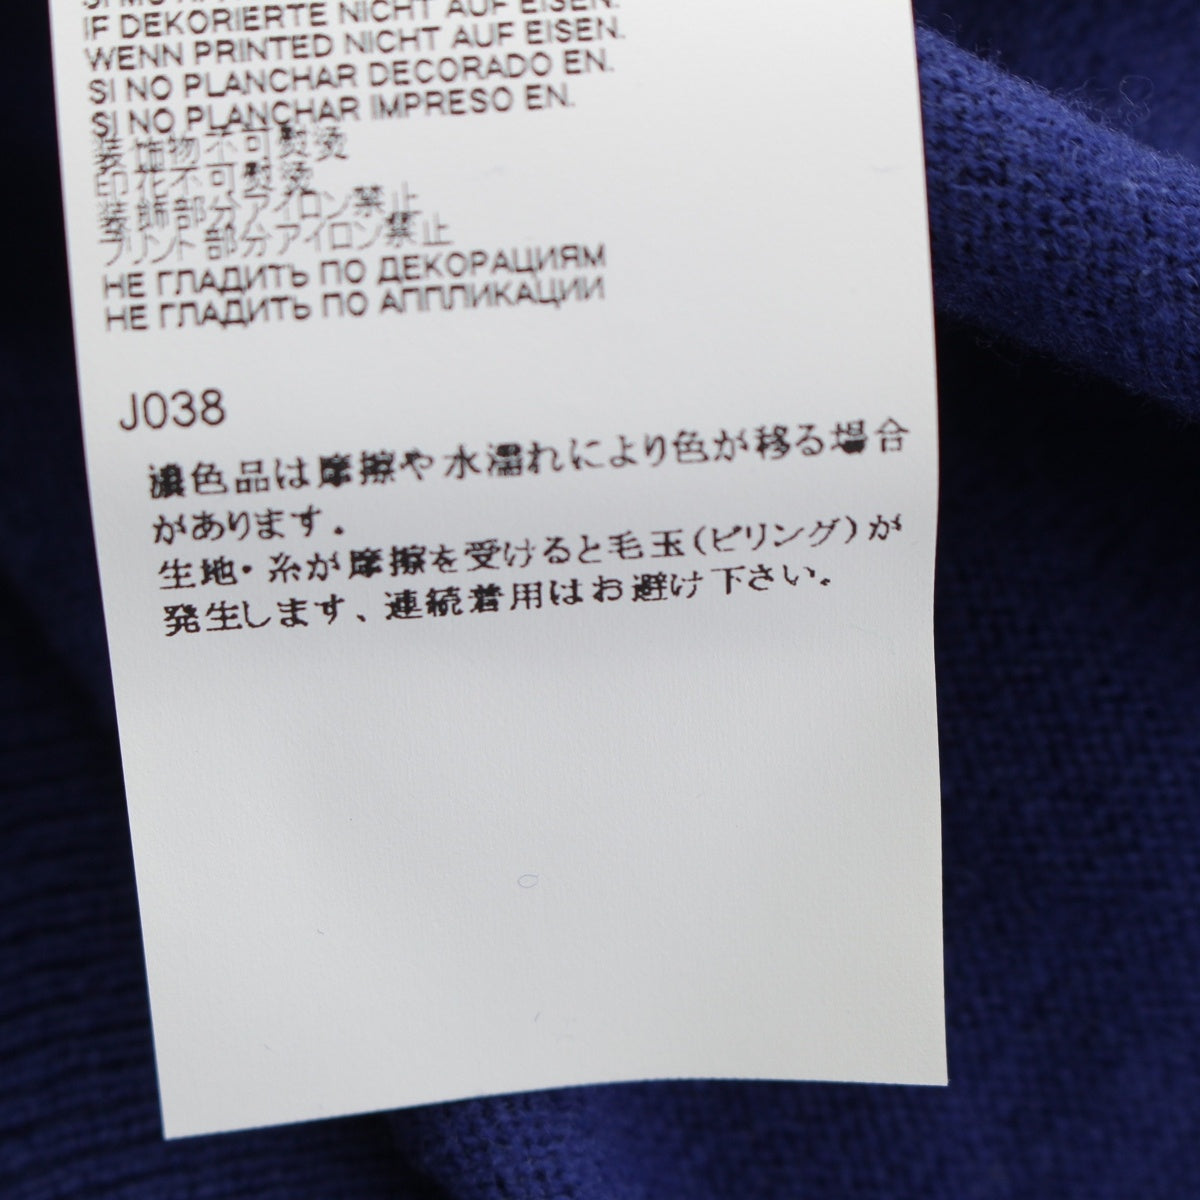 IF DEKORIERTE NICHT AUF EISEN.
WENN PRINTED NICHT AUF EISEN.
SI NO PLANCHAR DECORADO EN.
SI NO PLANCHAR IMPRESO EN.
装饰物不可熨烫
印花不可熨烫
装飾部分アイロン禁止
プリント部分アイロン禁止
НЕ ГЛАДИТЬ ПО ДЕКОРАЦИЯМ
НЕ ГЛАДИТЬ ПО АППЛИКАЦИИ
J038
濃色品は摩擦や水濡れにより色が移る場合
があります.
生地・糸が摩擦を受けると毛玉(ピリング)が
発生します、連続着用はお避け下さい。